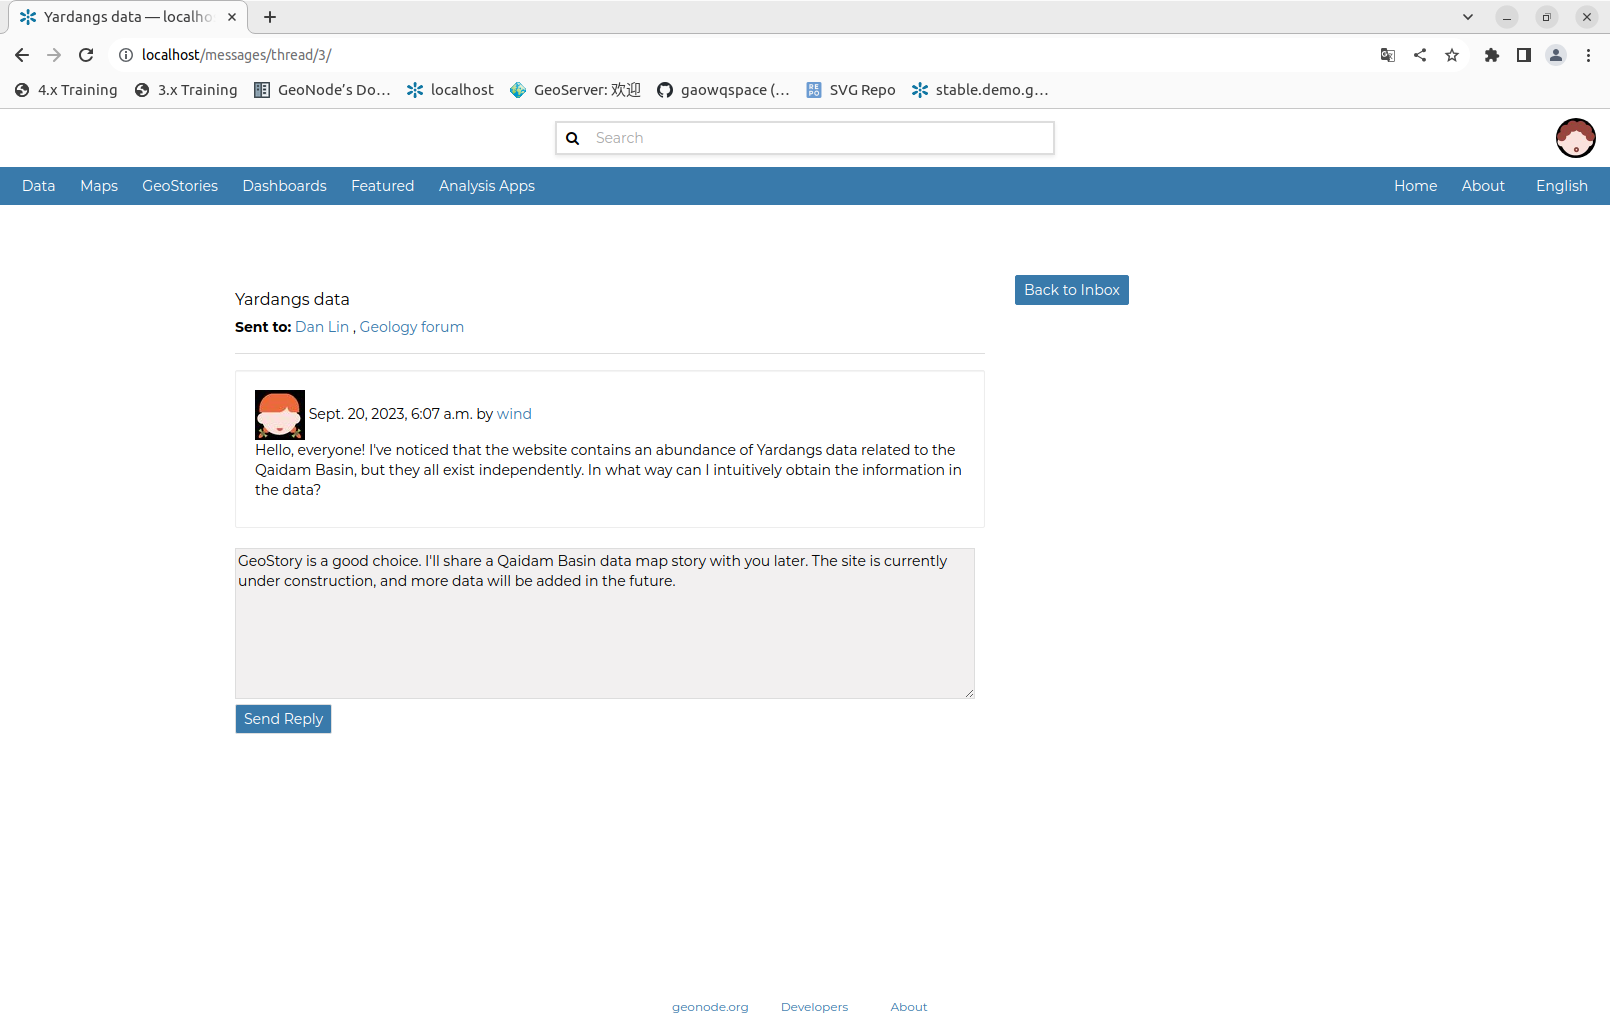 Yardangs data — localho
localhost/messages/thread/3/
4.x Training 3.x Training GeoNode's Do... localhost GeoServer: 欢迎 gaowqspace (... SVG Repo stable.demo.g...
Search
Data Maps GeoStories Dashboards Featured Analysis Apps Home About English
Back to Inbox
Yardangs data
Sent to: Dan Lin , Geology forum
Sept. 20, 2023, 6:07 a.m. by wind
Hello, everyone! I've noticed that the website contains an abundance of Yardangs data related to the
Qaidam Basin, but they all exist independently. In what way can I intuitively obtain the information in
the data?
GeoStory is a good choice. I'll share a Qaidam Basin data map story with you later. The site is currently
under construction, and more data will be added in the future.
Send Reply
geonode.org Developers About